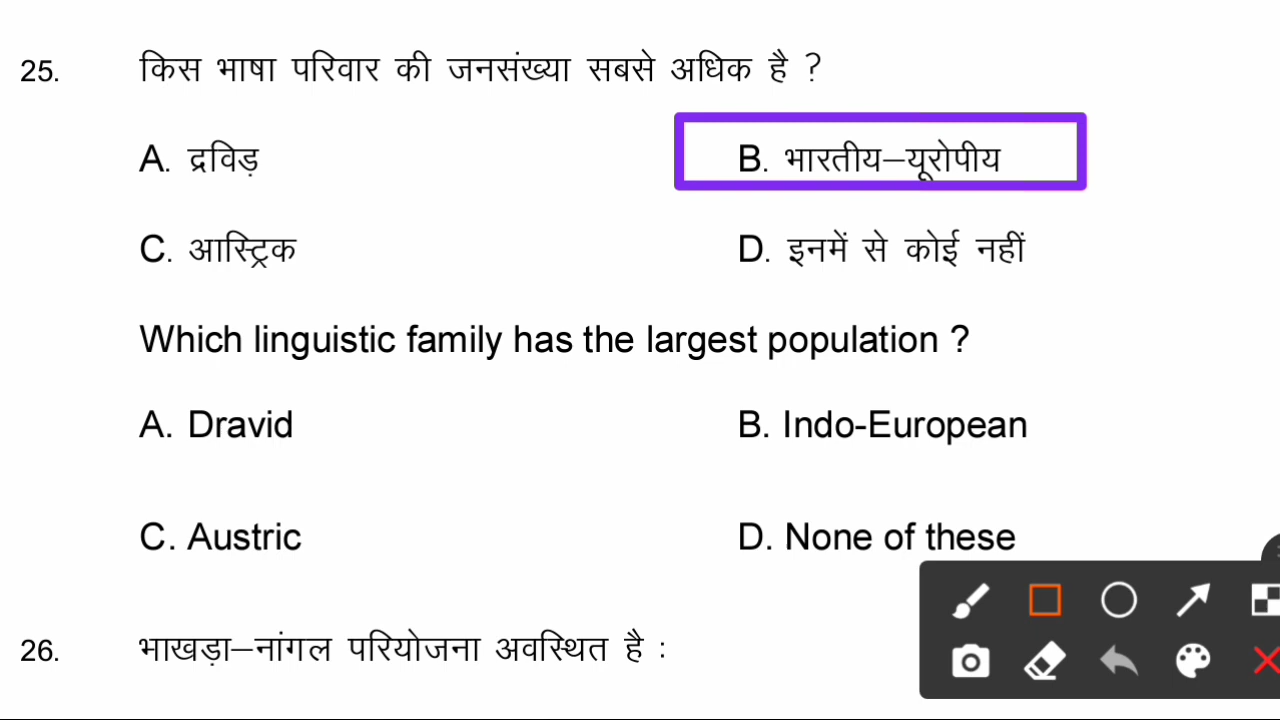 25. किस भाषा परिवार की जनसंख्या सबसे अधिक है ?
A. द्रविड़ B. भारतीय–यूरोपीय
C. आस्ट्रिक D. इनमें से कोई नहीं
Which linguistic family has the largest population ?
A. Dravid B. Indo-European
C. Austric D. None of these
26. भाखड़ा–नांगल परियोजना अवस्थित है :